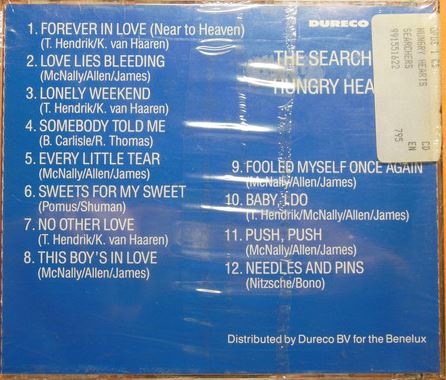 1. FOREVER IN LOVE (Near to Heaven)
(T. Hendrik/K. van Haaren)
2. LOVE LIES BLEEDING
(McNally/Allen/James)
3. LONELY WEEKEND
(T. Hendrik/K. van Haaren)
4. SOMEBODY TOLD ME
(B. Carlisle/R. Thomas)
5. EVERY LITTLE TEAR
(McNally/Allen/James)
6. SWEETS FOR MY SWEET
(Pomus/Shuman)
7. NO OTHER LOVE
(T. Hendrik/K. van Haaren)
8. THIS BOY'S IN LOVE
(McNally/Allen/James)
DURECO
THE SEARCH
HUNGRY HEA
HUNGRY HEARTS CD
SEARCHERS EN
991551622 795
9. FOOLED MYSELF ONCE AGAIN
(McNally/Allen/James)
10. BABY, I DO
(T. Hendrik/McNally/Allen/James)
11. PUSH, PUSH
(McNally/Allen/James)
12. NEEDLES AND PINS
(Nitzsche/Bono)
Distributed by Dureco BV for the Benelux